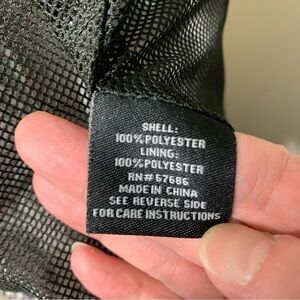 SHELL:
100% POLYESTER
LINING:
100% POLYESTER
RN# 57686
MADE IN CHINA
SEE REVERSE SIDE
FOR CARE INSTRUCTIONS